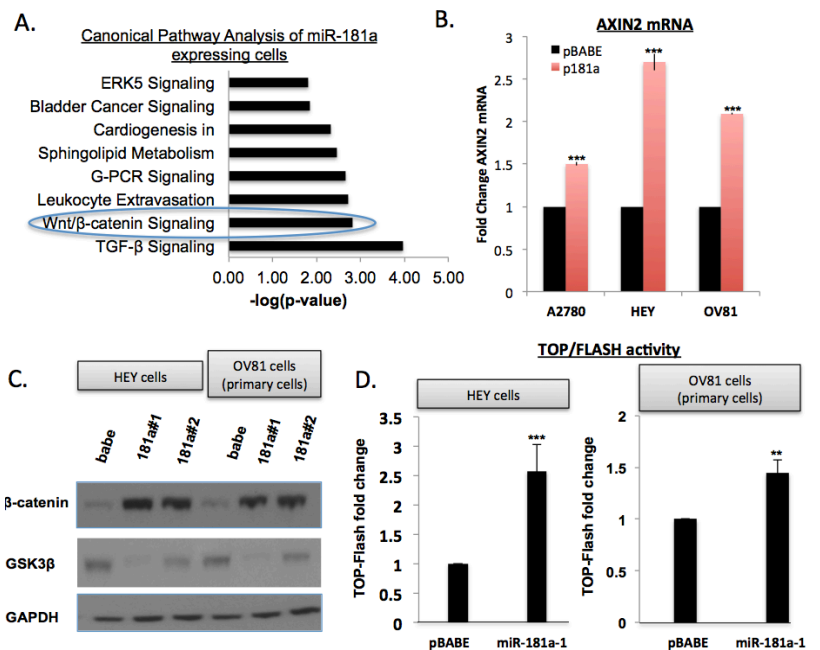 A.
Canonical Pathway Analysis of miR-181a
expressing cells
ERK5 Signaling
Bladder Cancer Signaling
Cardiogenesis in
Sphingolipid Metabolism
G-PCR Signaling
Leukocyte Extravasation
Wnt/β-catenin Signaling
TGF-β Signaling
0.00 1.00 2.00 3.00 4.00 5.00
-log(p-value)
B.
AXIN2 mRNA
pBABE
p181a
Fold Change AXIN2 mRNA
3
2.5
2
1.5
1
0.5
0
***
***
***
A2780 HEY OV81
C.
HEY cells
OV81 cells
(primary cells)
babe 181a#1 181a#2 babe 181a#1 181a#2
β-catenin
GSK3β
GAPDH
D.
TOP/FLASH activity
HEY cells
TOP-Flash fold change
3.5
3
2.5
2
1.5
1
0.5
0
***
pBABE miR-181a-1
OV81 cells
(primary cells)
TOP-Flash fold change
2
1.5
1
0.5
0
**
pBABE miR-181a-1